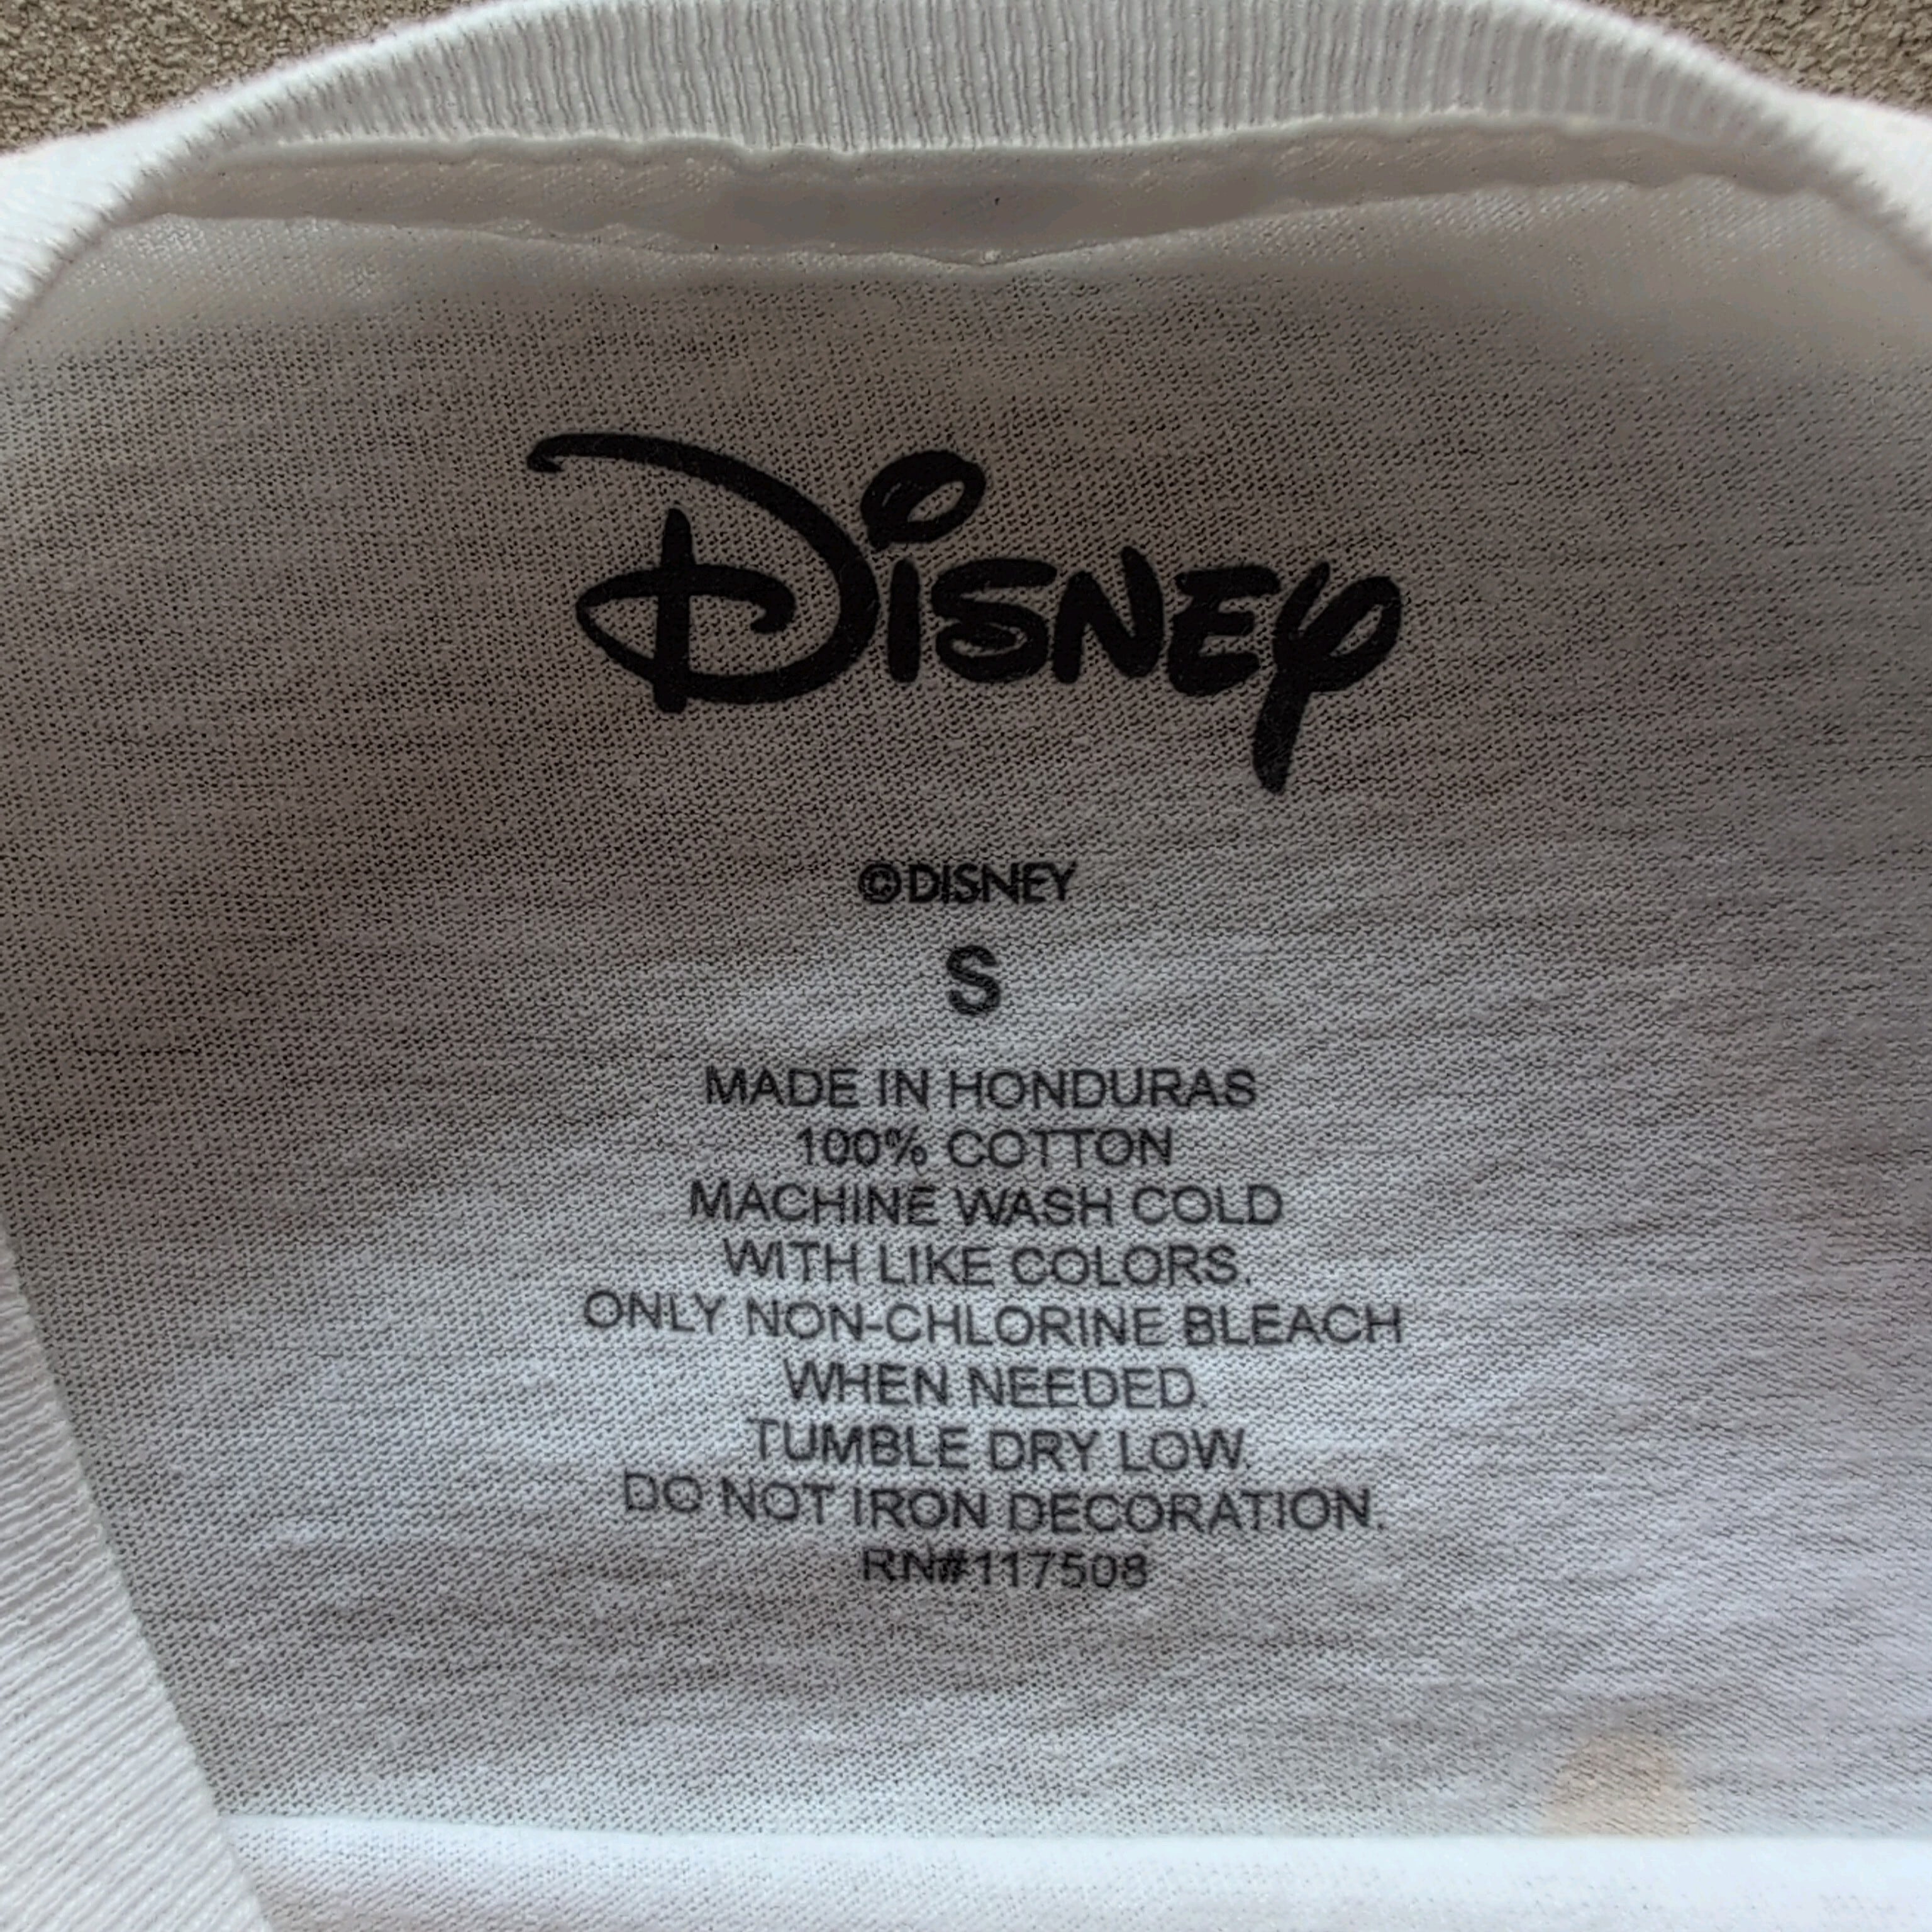 Disney
©DISNEY
S
MADE IN HONDURAS
100% COTTON
MACHINE WASH COLD
WITH LIKE COLORS.
ONLY NON-CHLORINE BLEACH
WHEN NEEDED.
TUMBLE DRY LOW.
DO NOT IRON DECORATION.
RN#117508